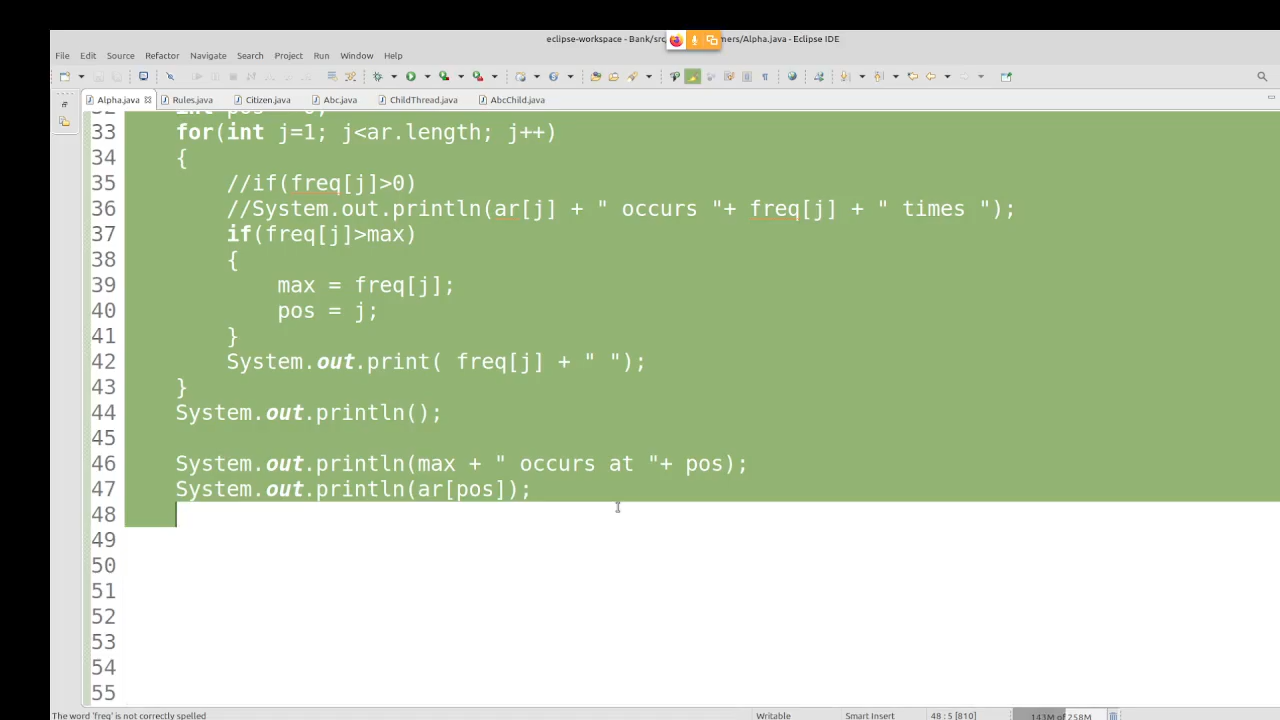 eclipse-workspace - Bank/src mers/Alpha.java - Eclipse IDE
File Edit Source Refactor Navigate Search Project Run Window Help
Alpha.java Rules.java Citizen.java Abc.java ChildThread.java AbcChild.java
33 for(int j=1; j<ar.length; j++)
34 {
35 //if(freq[j]>0)
36 //System.out.println(ar[j] + " occurs "+ freq[j] + " times ");
37 if(freq[j]>max)
38 {
39 max = freq[j];
40 pos = j;
41 }
42 System.out.print( freq[j] + " ");
43 }
44 System.out.println();
45
46 System.out.println(max + " occurs at "+ pos);
47 System.out.println(ar[pos]);
48
49
50
51
52
53
54
55
The word 'freq' is not correctly spelled Writable Smart Insert 48 : 5 [810] 143M of 258M